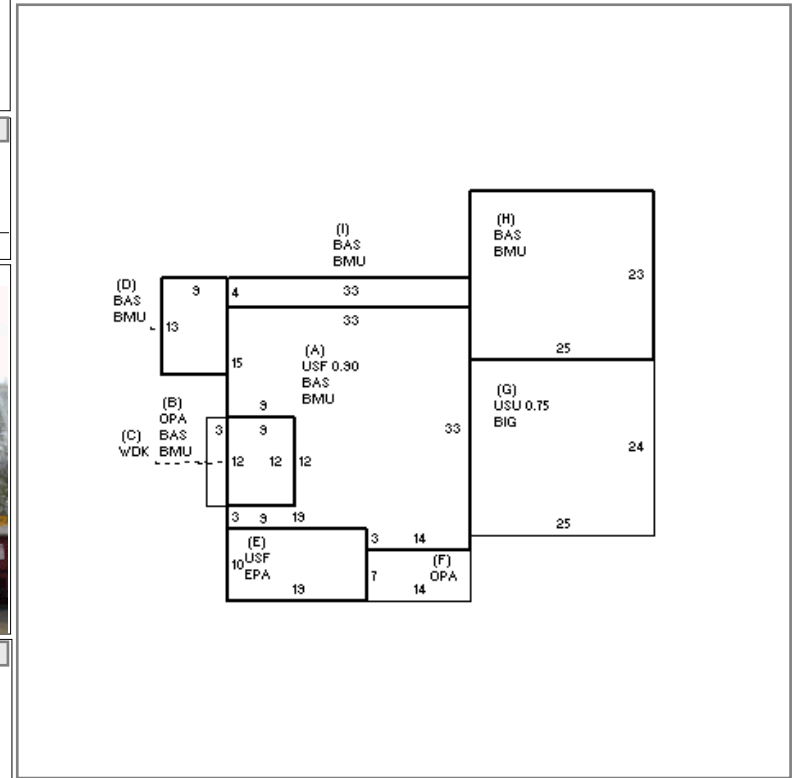 (H)
BAS
BMU
23
25
(I)
BAS
BMU
4
33
33
(D)
BAS
BMU
9
13
15
(A)
USF 0.90
BAS
BMU
33
(B)
OPA
BAS
BMU
(C)
WDK
9
3
9
12
12
12
3
9
19
(G)
USU 0.75
BIG
24
25
(E)
USF
EPA
10
19
3
14
(F)
OPA
7
14